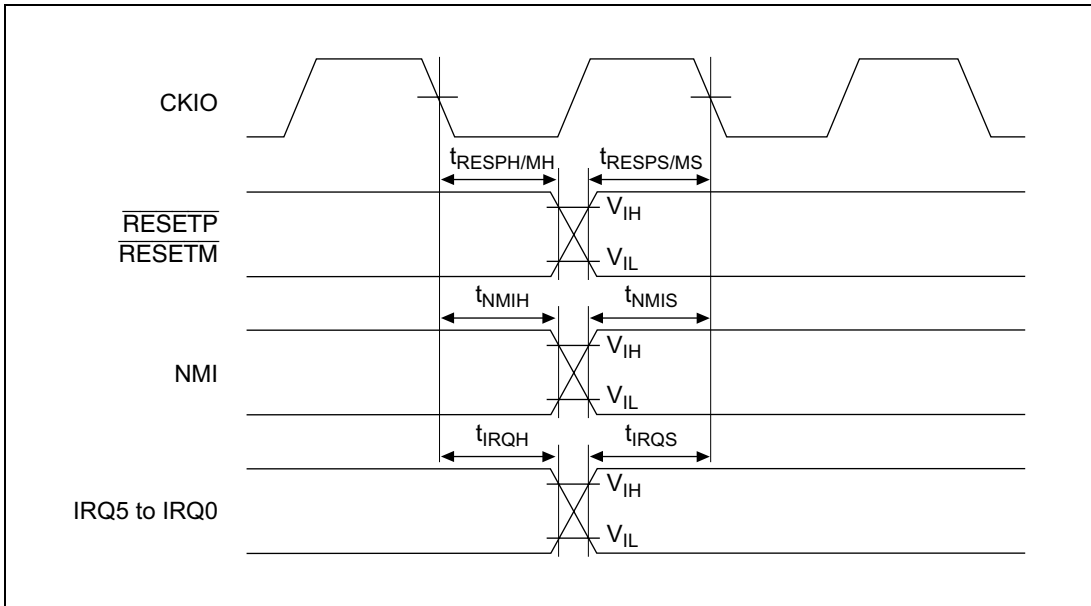 CKIO
tRESPH/MH tRESPS/MS
RESETP
RESETM
VIH
VIL
tNMIH tNMIS
NMI
VIH
VIL
tIRQH tIRQS
IRQ5 to IRQ0
VIH
VIL